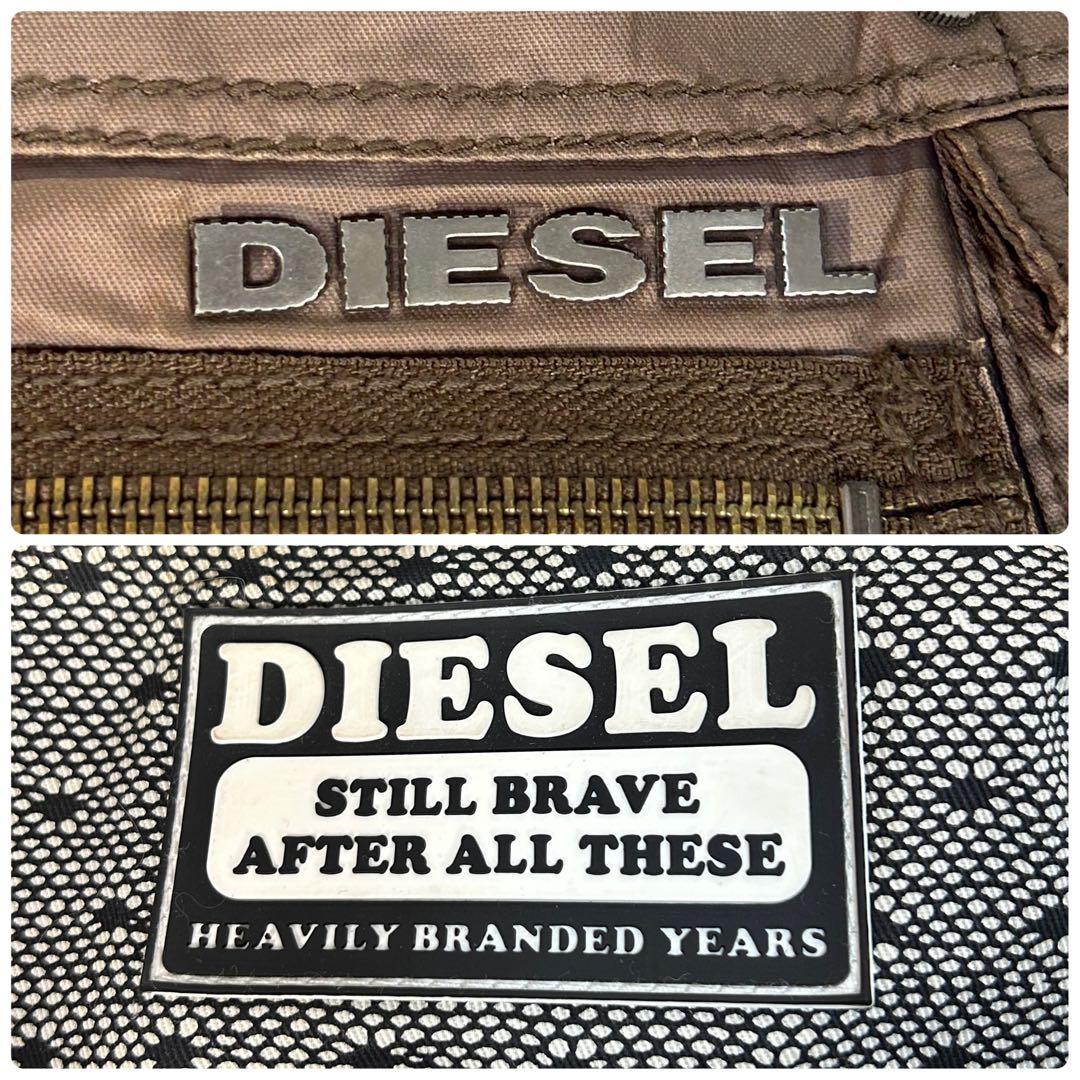 DIESEL
DIESEL
STILL BRAVE
AFTER ALL THESE
HEAVILY BRANDED YEARS